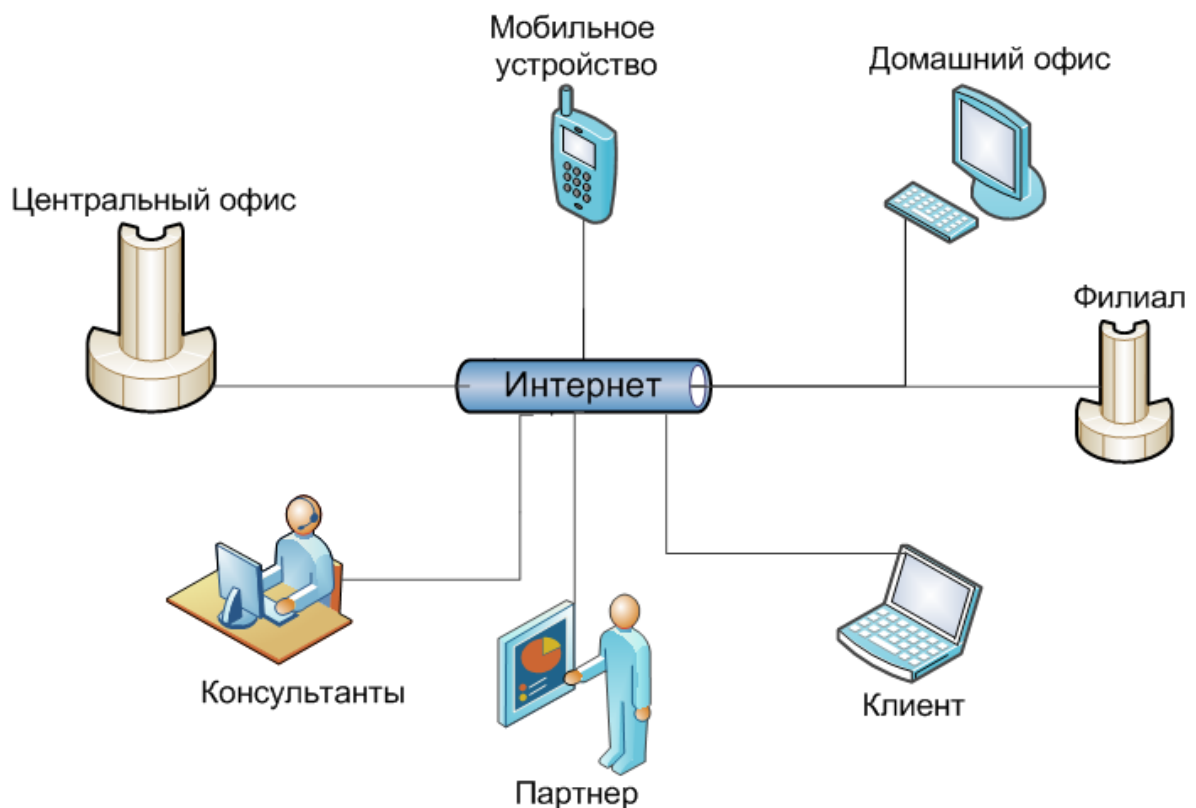 Мобильное
устройство
Домашний офис
Центральный офис
Филиал
Интернет
Консультанты
Клиент
Партнер